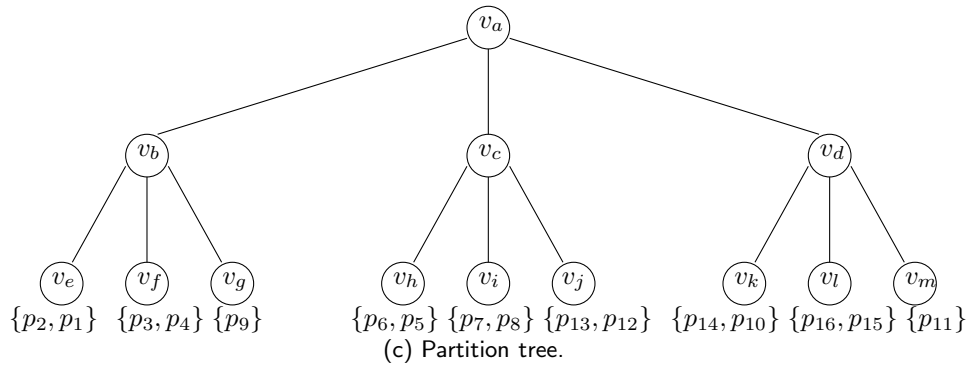 v_a
v_b v_c v_d
v_e v_f v_g v_h v_i v_j v_k v_l v_m
{p_2, p_1} {p_3, p_4} {p_9} {p_6, p_5} {p_7, p_8} {p_13, p_12} {p_14, p_10} {p_16, p_15} {p_11}
(c) Partition tree.